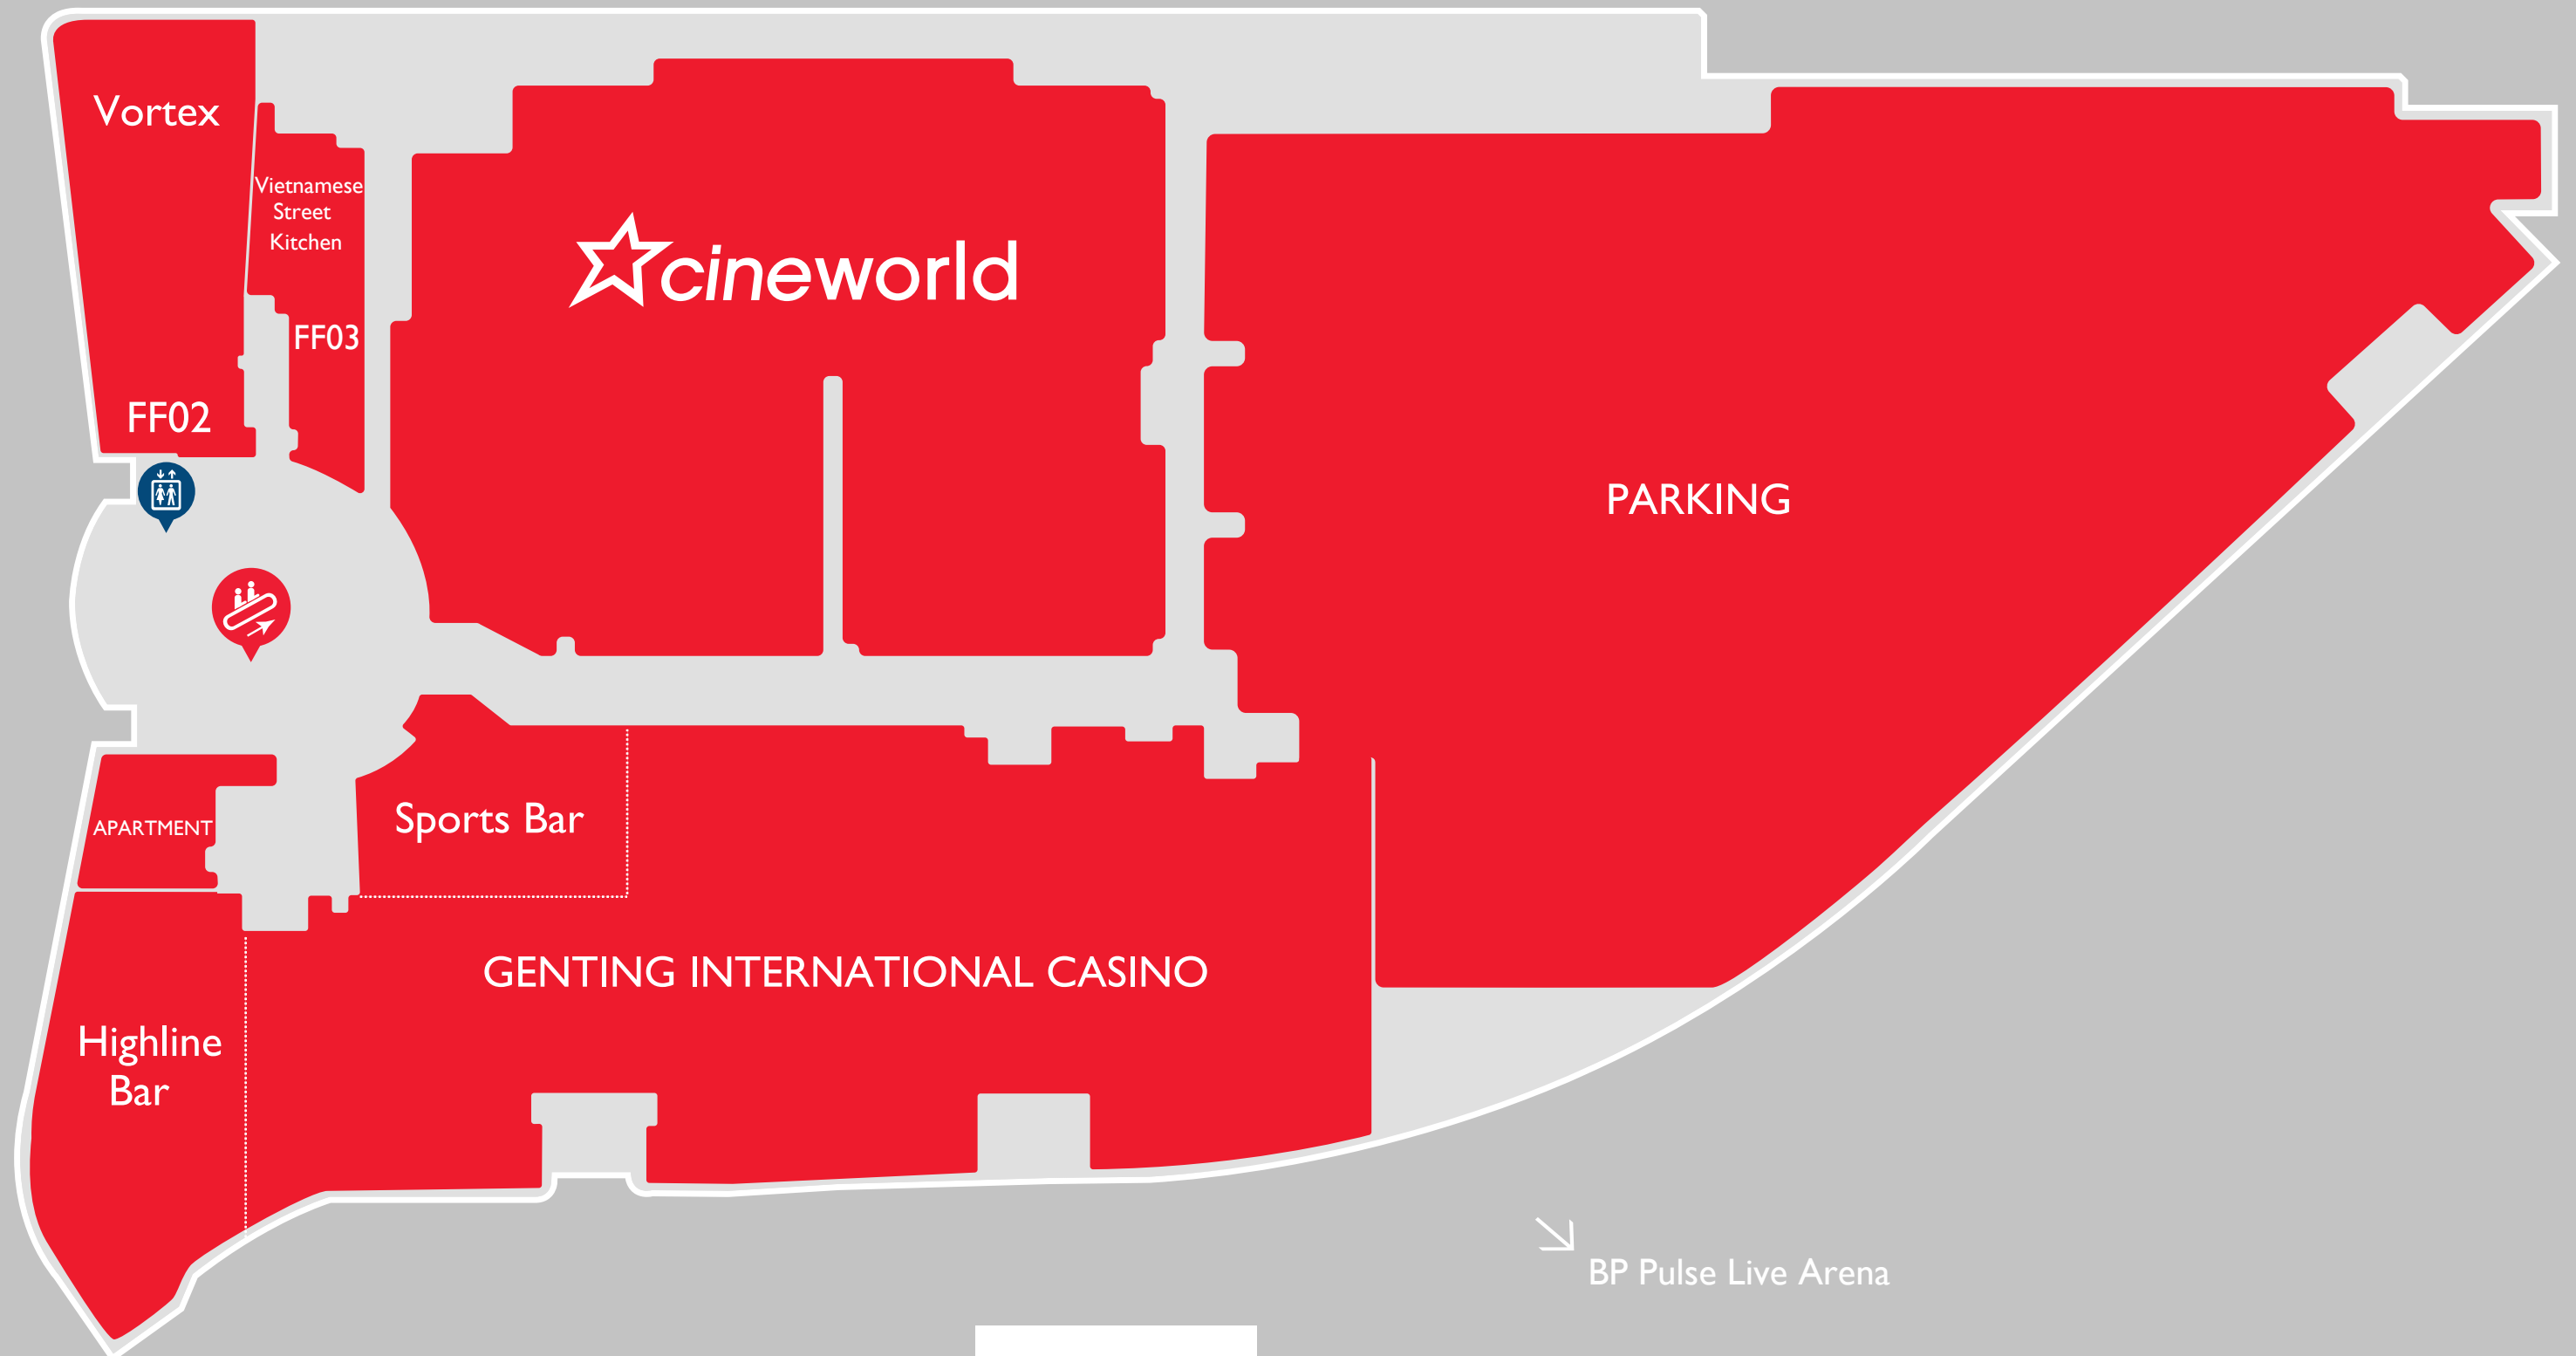 Vortex
Vietnamese
Street
Kitchen
cineworld
FF03
FF02
PARKING
APARTMENT
Sports Bar
GENTING INTERNATIONAL CASINO
Highline
Bar
BP Pulse Live Arena